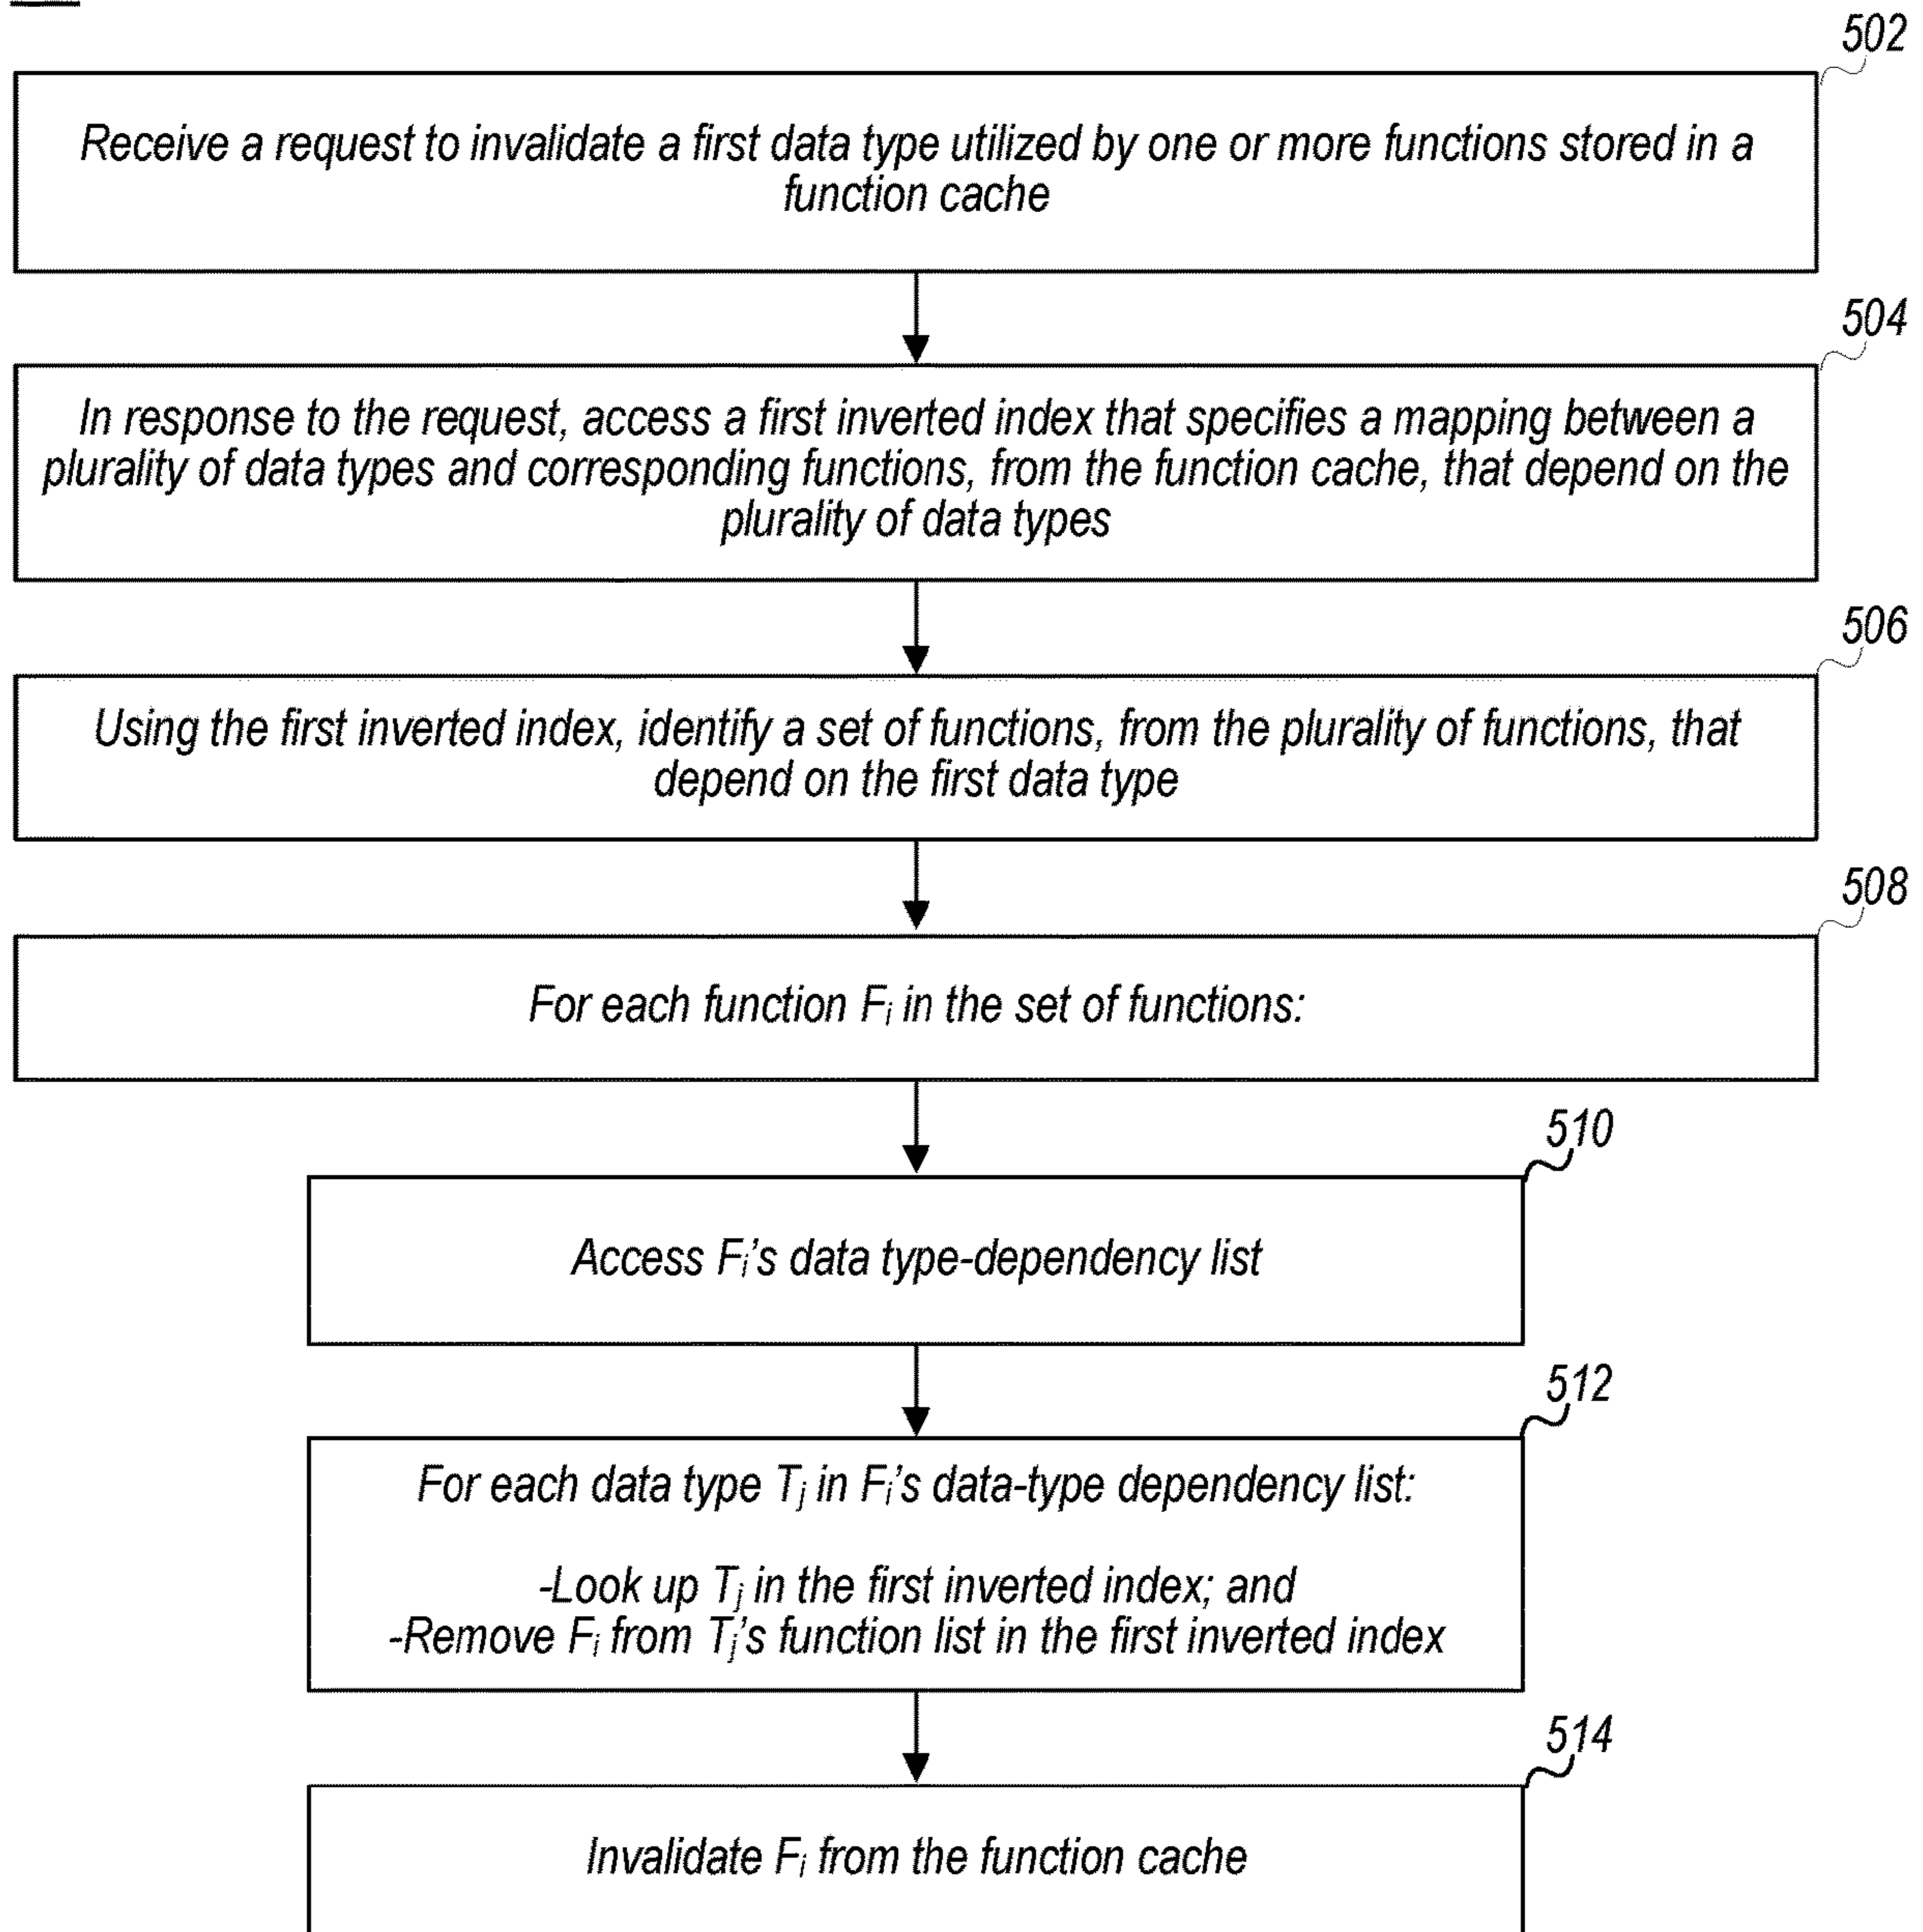 502
Receive a request to invalidate a first data type utilized by one or more functions stored in a
function cache
504
In response to the request, access a first inverted index that specifies a mapping between a
plurality of data types and corresponding functions, from the function cache, that depend on the
plurality of data types
506
Using the first inverted index, identify a set of functions, from the plurality of functions, that
depend on the first data type
508
For each function Fi in the set of functions:
510
Access Fi's data type-dependency list
512
For each data type Tj in Fi's data-type dependency list:
-Look up Tj in the first inverted index; and
-Remove Fi from Tj's function list in the first inverted index
514
Invalidate Fi from the function cache